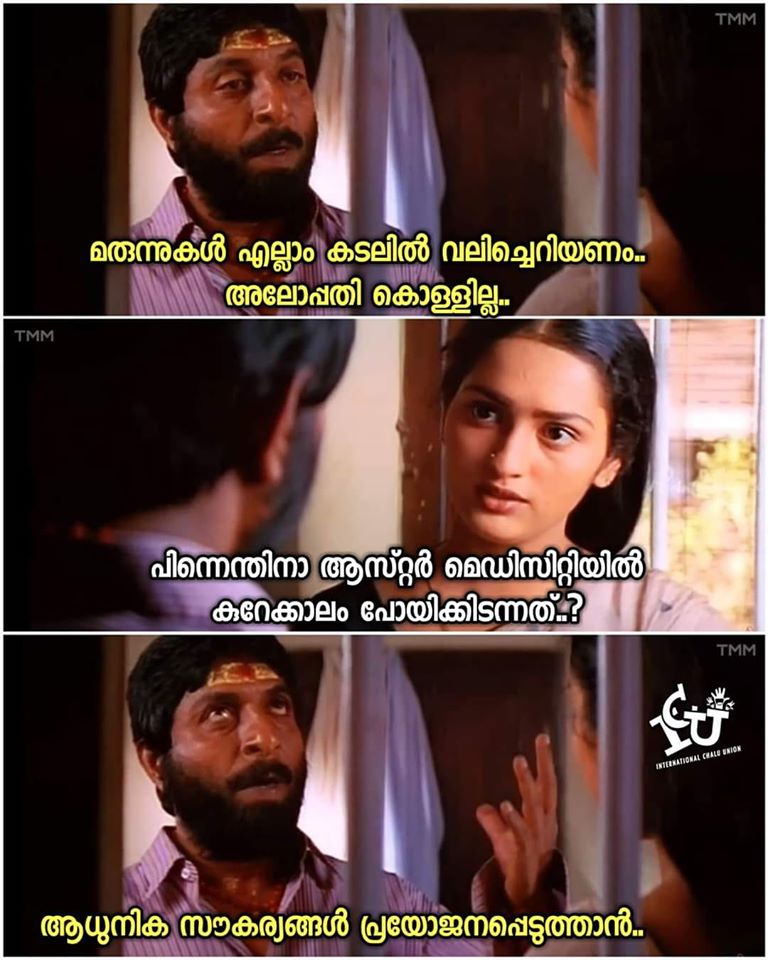 TMM
മരുന്നുകൾ എല്ലാം കടലിൽ വലിച്ചെറിയണം..
അലോപ്പതി കൊള്ളില്ല..
TMM
പിന്നെന്തിനാ ആസ്റ്റർ മെഡിസിറ്റിയിൽ
കുറേക്കാലം പോയിക്കിടന്നത്..?
TMM
ICU
INTERNATIONAL CHALU UNION
ആധുനിക സൗകര്യങ്ങൾ പ്രയോജനപ്പെടുത്താൻ..